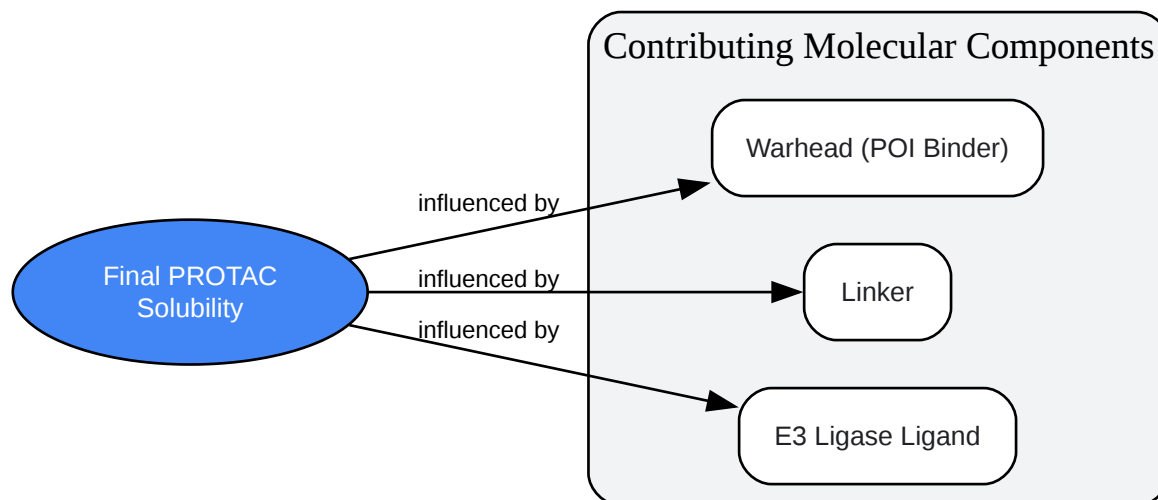 Contributing Molecular Components
Warhead (POI Binder)
influenced by
Final PROTAC
Solubility
influenced by
Linker
influenced by
E3 Ligase Ligand